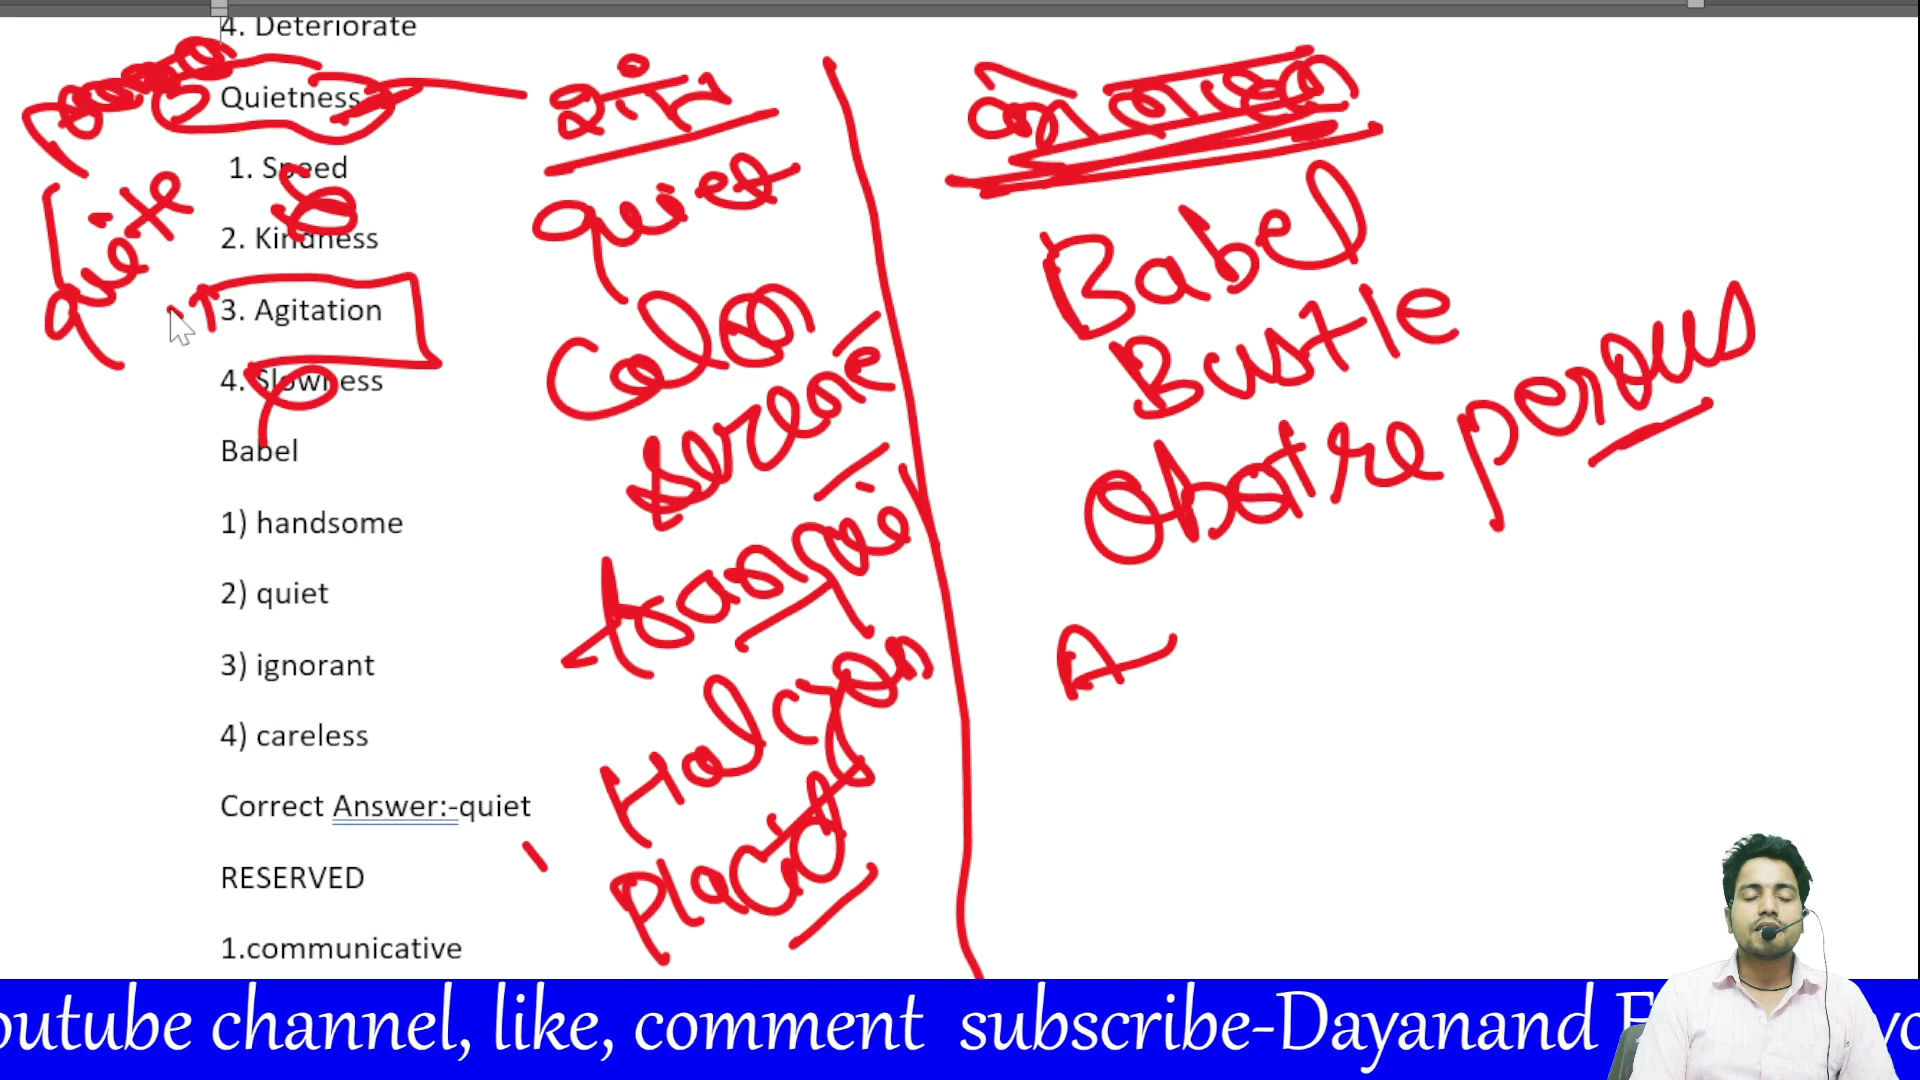 4. Deteriorate
Quietness
1. Speed
2. Kindness
3. Agitation
4. Slowness
Babel
1) handsome
2) quiet
3) ignorant
4) careless
Correct Answer:-quiet
RESERVED
1.communicative
quite
शांत
quiet
Calm
serene
Halcyon
placid
Babel
Bustle
Obstreperous
A
outube channel, like, comment subscribe-Dayanand